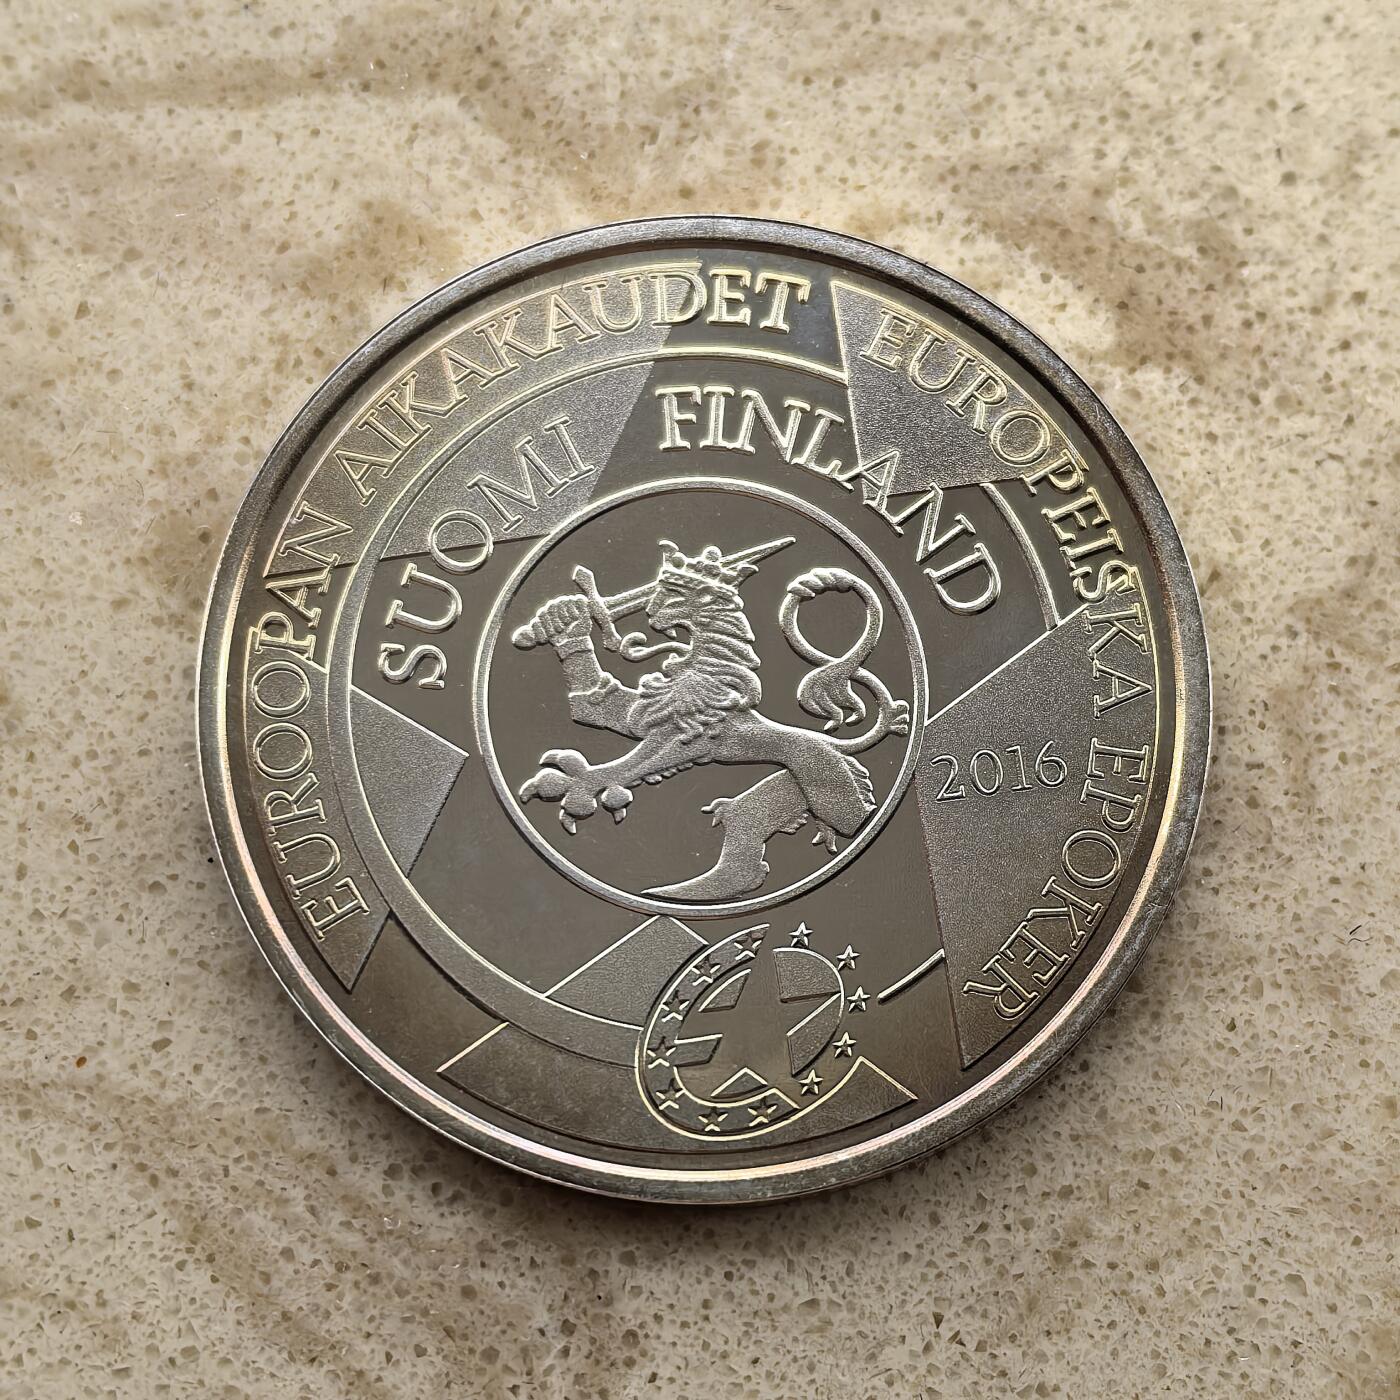 EUROOPAN AIKAKAUDET EUROPEISKA EPOKER
SUOMI FINLAND
2016